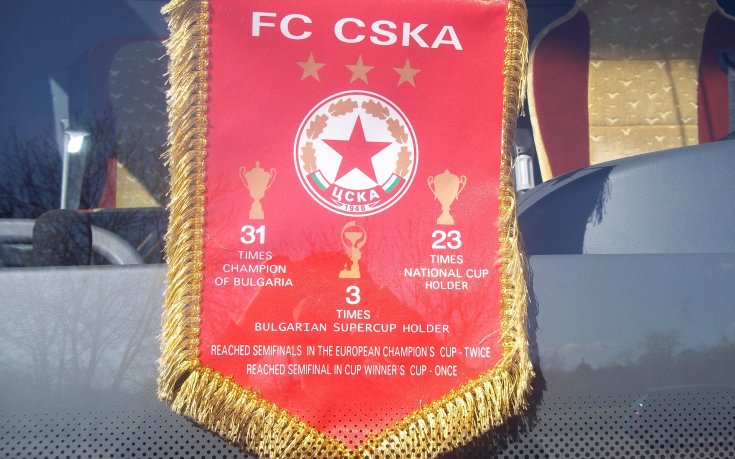 FC CSKA
ЦСКА
1948
31
TIMES
CHAMPION
OF BULGARIA
23
TIMES
NATIONAL CUP
HOLDER
3
TIMES
BULGARIAN SUPERCUP HOLDER
REACHED SEMIFINALS IN THE EUROPEAN CHAMPION'S CUP - TWICE
REACHED SEMIFINAL IN CUP WINNER'S CUP - ONCE